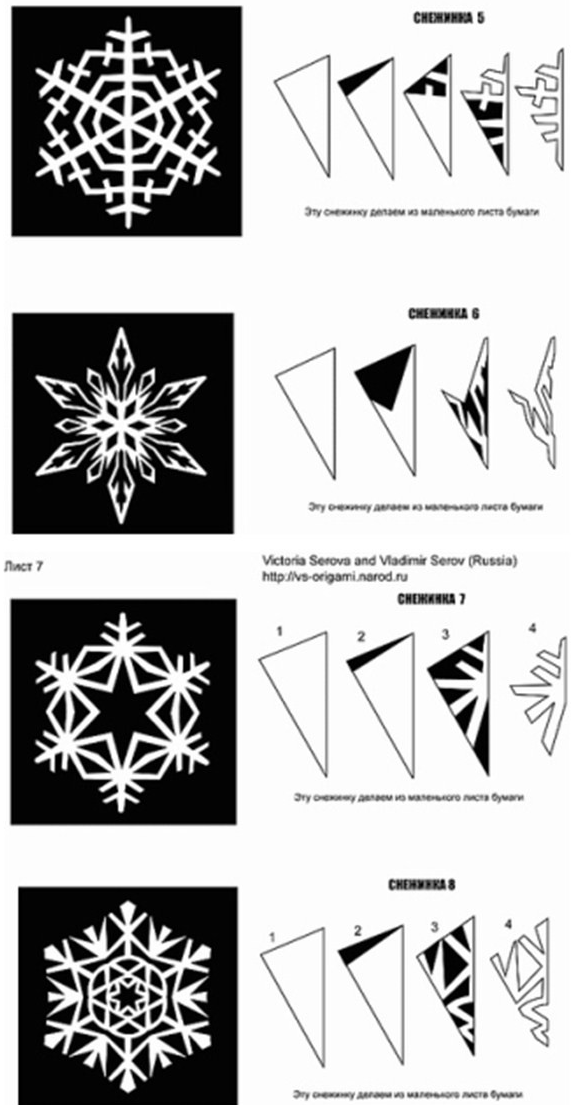 СНЕЖИНКА 5
Эту снежинку делаем из маленького листа бумаги
СНЕЖИНКА 6
Эту снежинку делаем из маленького листа бумаги
Лист 7
Victoria Serova and Vladimir Serov (Russia)
http://vs-origami.narod.ru
СНЕЖИНКА 7
1 2 3 4
Эту снежинку делаем из маленького листа бумаги
СНЕЖИНКА 8
1 2 3 4
Эту снежинку делаем из маленького листа бумаги